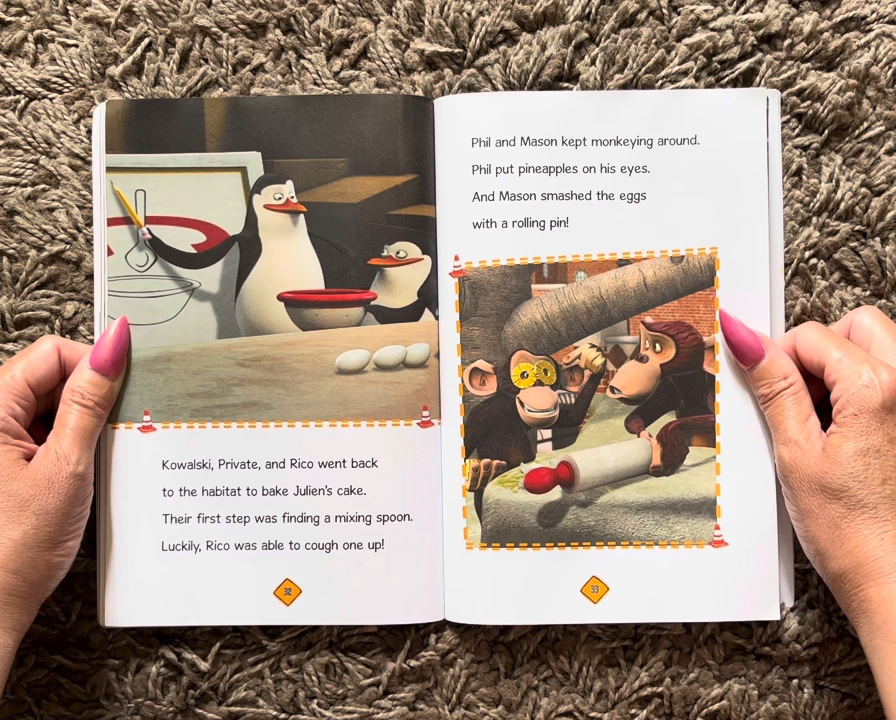 Kowalski, Private, and Rico went back
to the habitat to bake Julien's cake.
Their first step was finding a mixing spoon.
Luckily, Rico was able to cough one up!
32
Phil and Mason kept monkeying around.
Phil put pineapples on his eyes.
And Mason smashed the eggs
with a rolling pin!
33